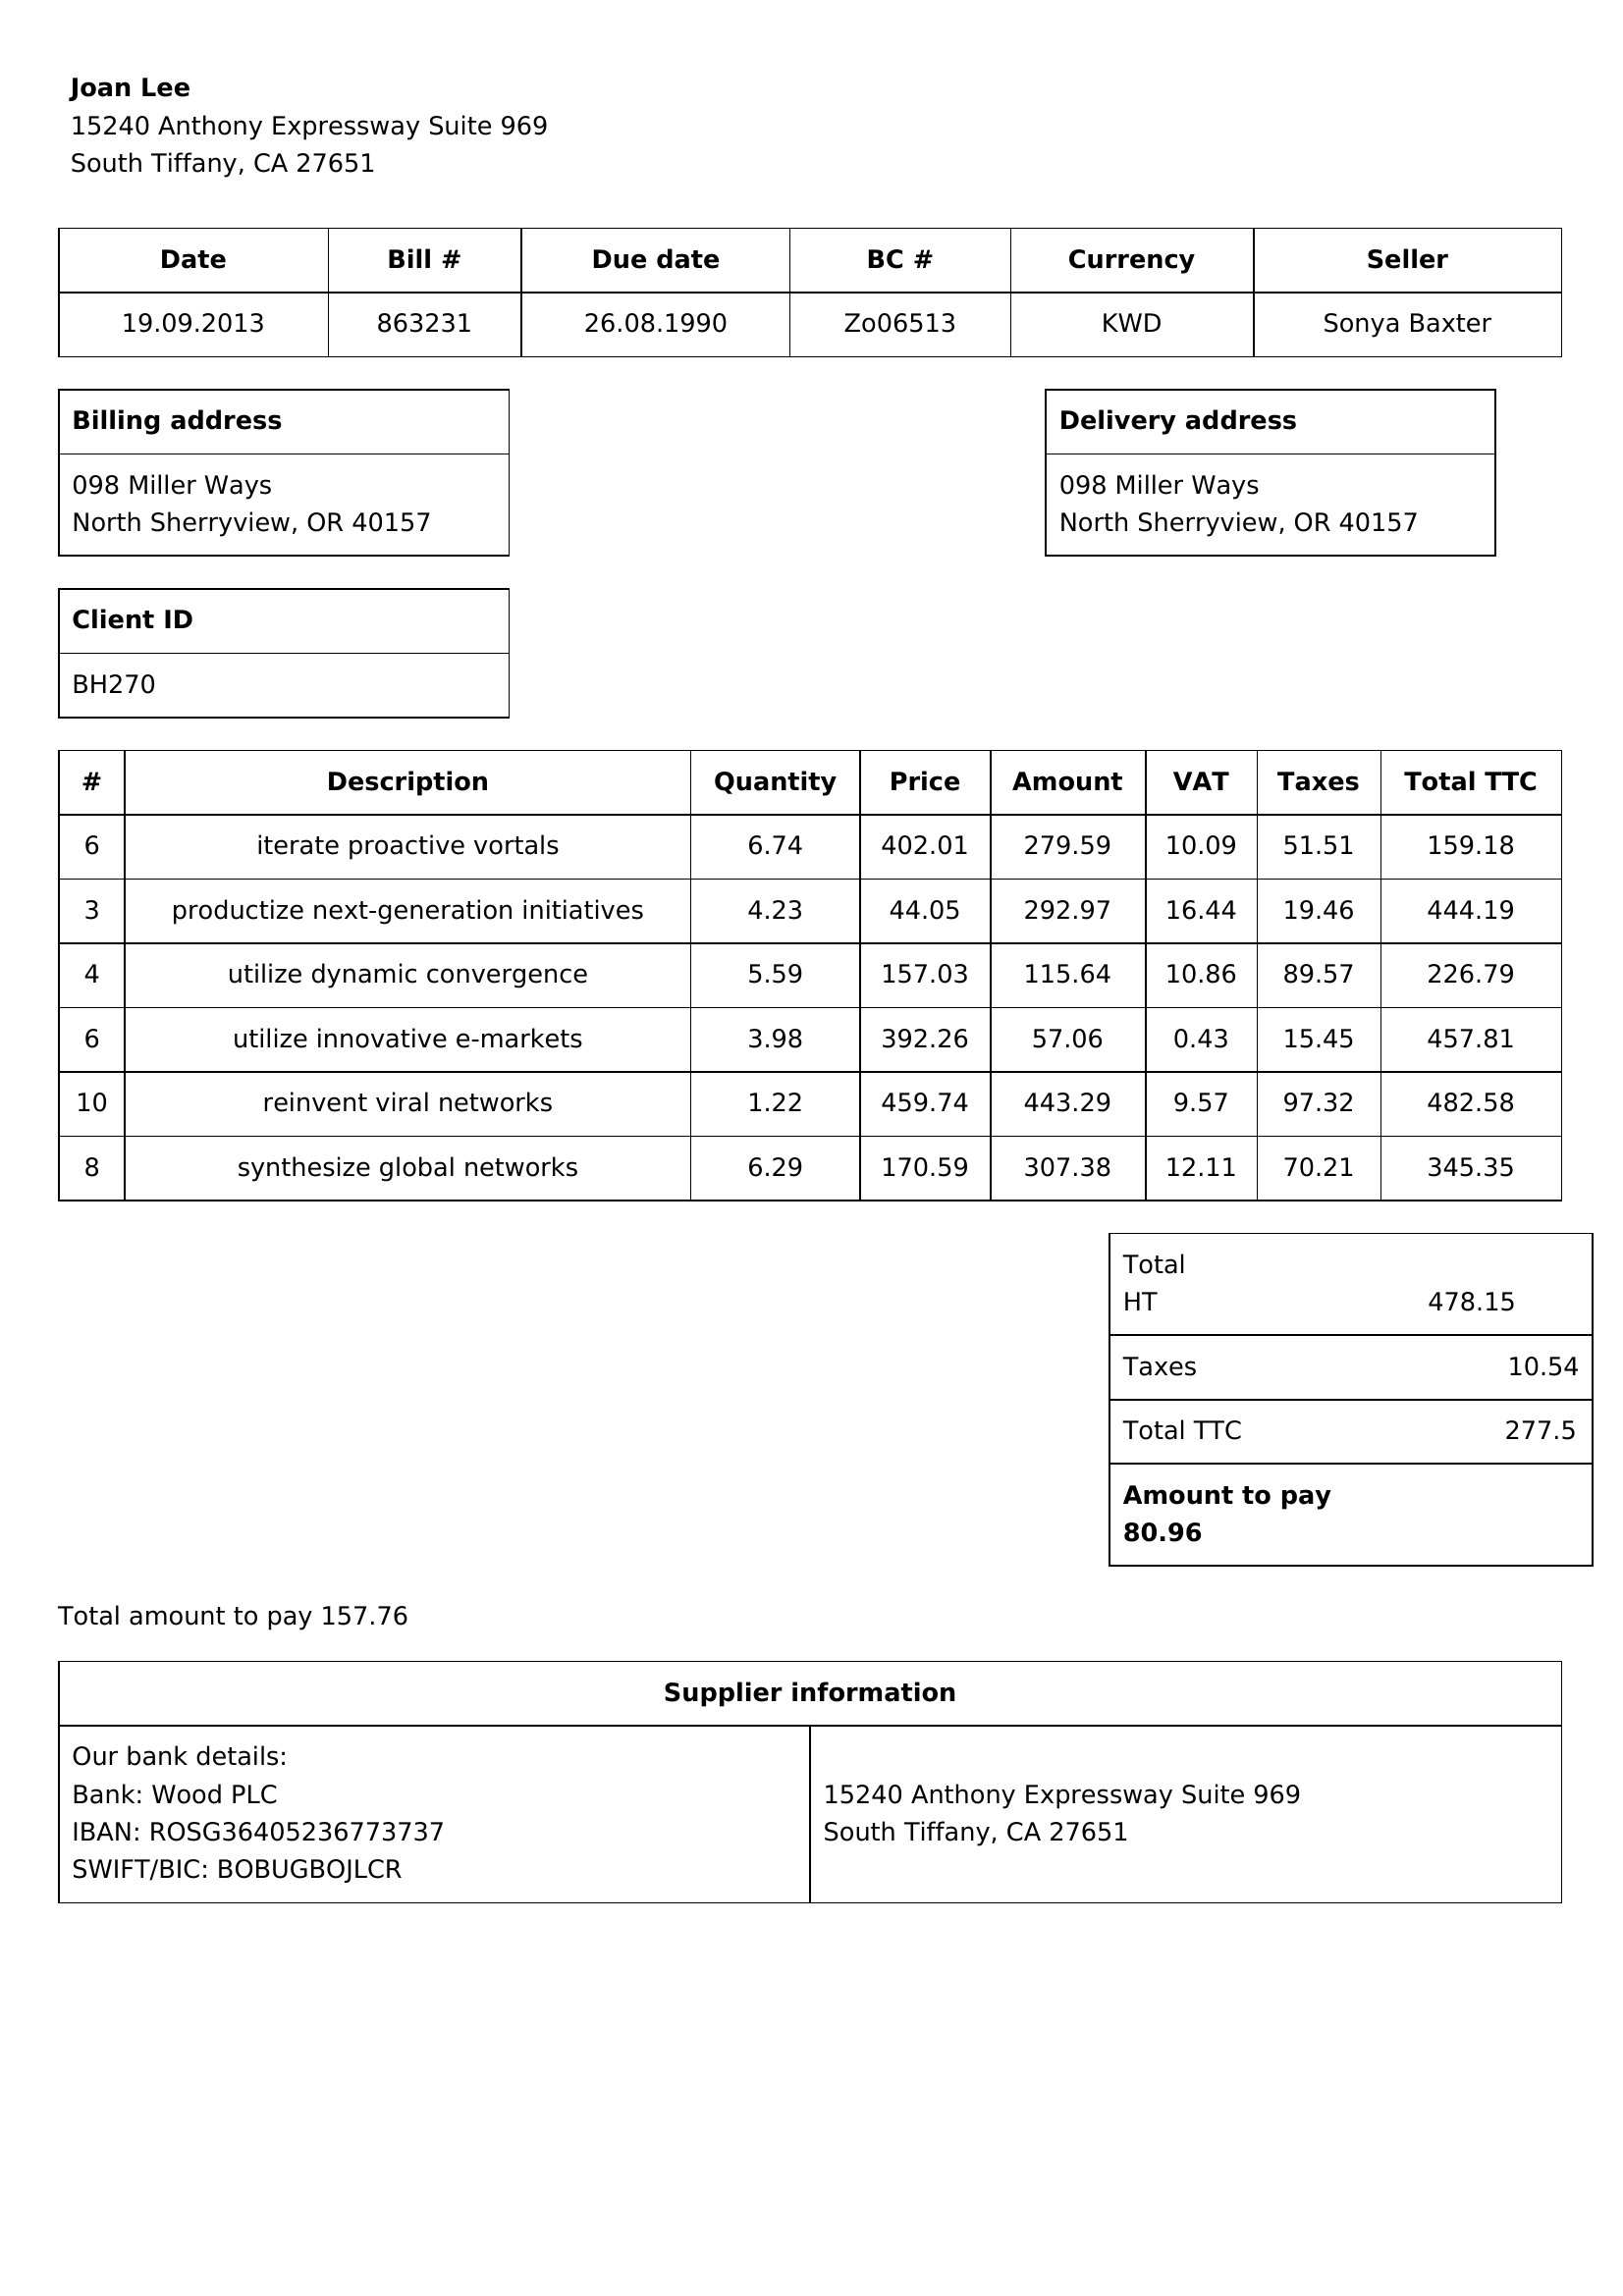 Joan Lee
15240 Anthony Expressway Suite 969
South Tiffany, CA 27651
Date Bill # Due date BC # Currency Seller
19.09.2013 863231 26.08.1990 Zo06513 KWD Sonya Baxter
Billing address
098 Miller Ways
North Sherryview, OR 40157
Delivery address
098 Miller Ways
North Sherryview, OR 40157
Client ID
BH270
# Description Quantity Price Amount VAT Taxes Total TTC
6 iterate proactive vortals 6.74 402.01 279.59 10.09 51.51 159.18
3 productize next-generation initiatives 4.23 44.05 292.97 16.44 19.46 444.19
4 utilize dynamic convergence 5.59 157.03 115.64 10.86 89.57 226.79
6 utilize innovative e-markets 3.98 392.26 57.06 0.43 15.45 457.81
10 reinvent viral networks 1.22 459.74 443.29 9.57 97.32 482.58
8 synthesize global networks 6.29 170.59 307.38 12.11 70.21 345.35
Total
HT 478.15
Taxes 10.54
Total TTC 277.5
Amount to pay
80.96
Total amount to pay 157.76
Supplier information
Our bank details:
Bank: Wood PLC
IBAN: ROSG36405236773737
SWIFT/BIC: BOBUGBOJLCR
15240 Anthony Expressway Suite 969
South Tiffany, CA 27651